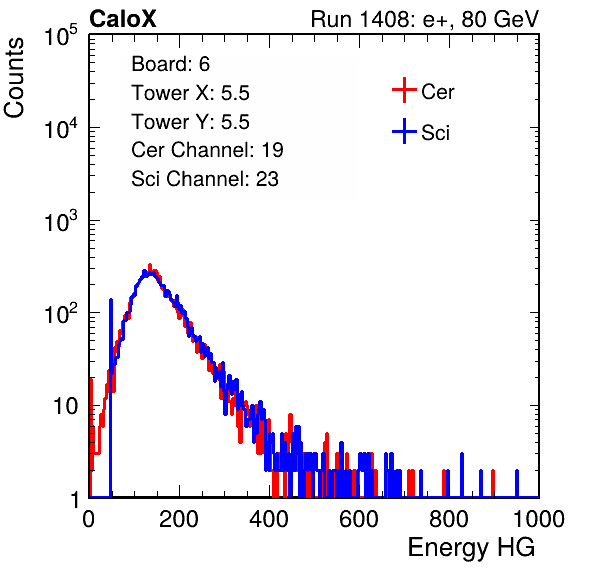 CaloX Run 1408: e+, 80 GeV
Counts
10^5
10^4
10^3
10^2
10
1
Board: 6
Tower X: 5.5
Tower Y: 5.5
Cer Channel: 19
Sci Channel: 23
Cer
Sci
0 200 400 600 800 1000
Energy HG